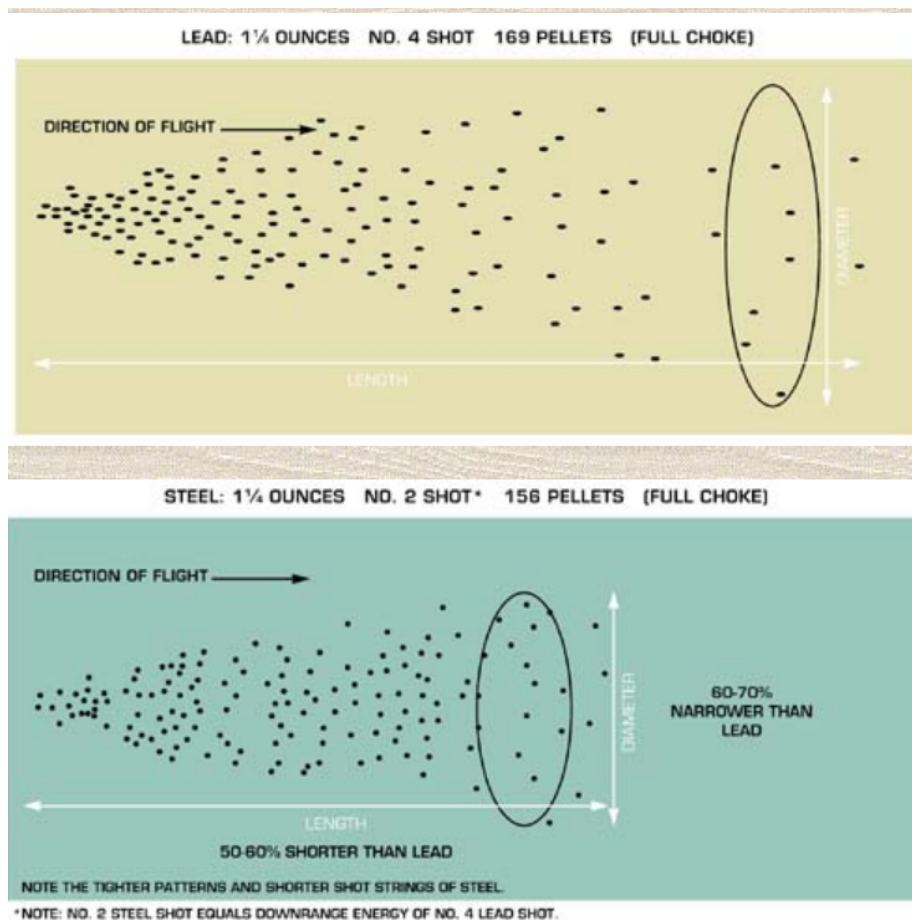 LEAD: 1¼ OUNCES NO. 4 SHOT 169 PELLETS (FULL CHOKE)
DIRECTION OF FLIGHT
DIAMETER
LENGTH
STEEL: 1¼ OUNCES NO. 2 SHOT* 156 PELLETS (FULL CHOKE)
DIRECTION OF FLIGHT
DIAMETER
60-70%
NARROWER THAN
LEAD
LENGTH
50-60% SHORTER THAN LEAD
NOTE THE TIGHTER PATTERNS AND SHORTER SHOT STRINGS OF STEEL.
*NOTE: NO. 2 STEEL SHOT EQUALS DOWNRANGE ENERGY OF NO. 4 LEAD SHOT.